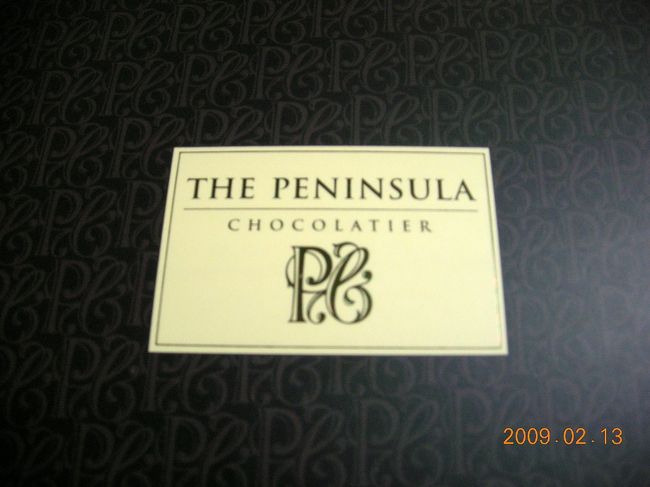 THE PENINSULA
CHOCOLATIER
PC
2009.02.13